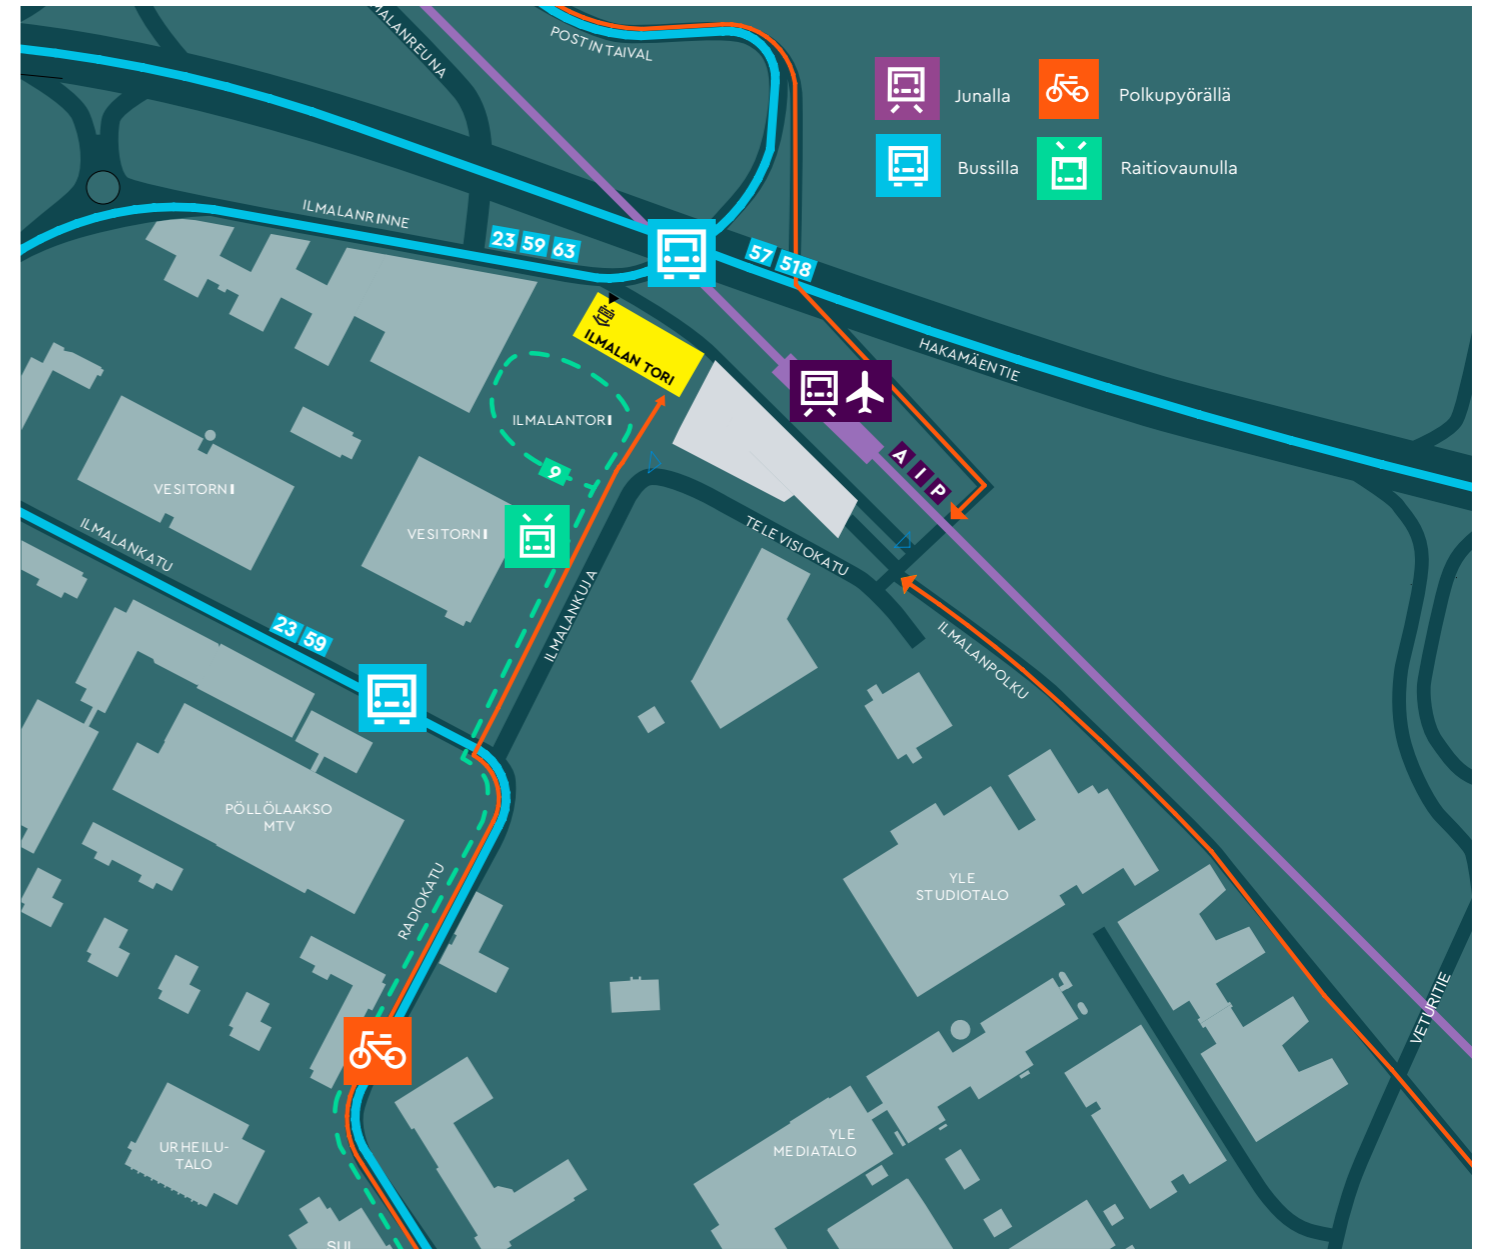 ILMALANREUNA
POSTINTAIVAL
Junalla
Polkupyörällä
Bussilla
Raitiovaunulla
ILMALANRINNE
23 59 63
57 518
HAKAMÄENTIE
ILMALAN TORI
ILMALANTORI
A I P
9
VESITORNI
VESITORNI
ILMALANKATU
TELEVISIOKATU
ILMALANKUJA
23 59
ILMALANPOLKU
PÖLLÖLAAKSO
MTV
RADIOKATU
YLE
STUDIOTALO
VETURITIE
URHEILU-
TALO
YLE
MEDIATALO